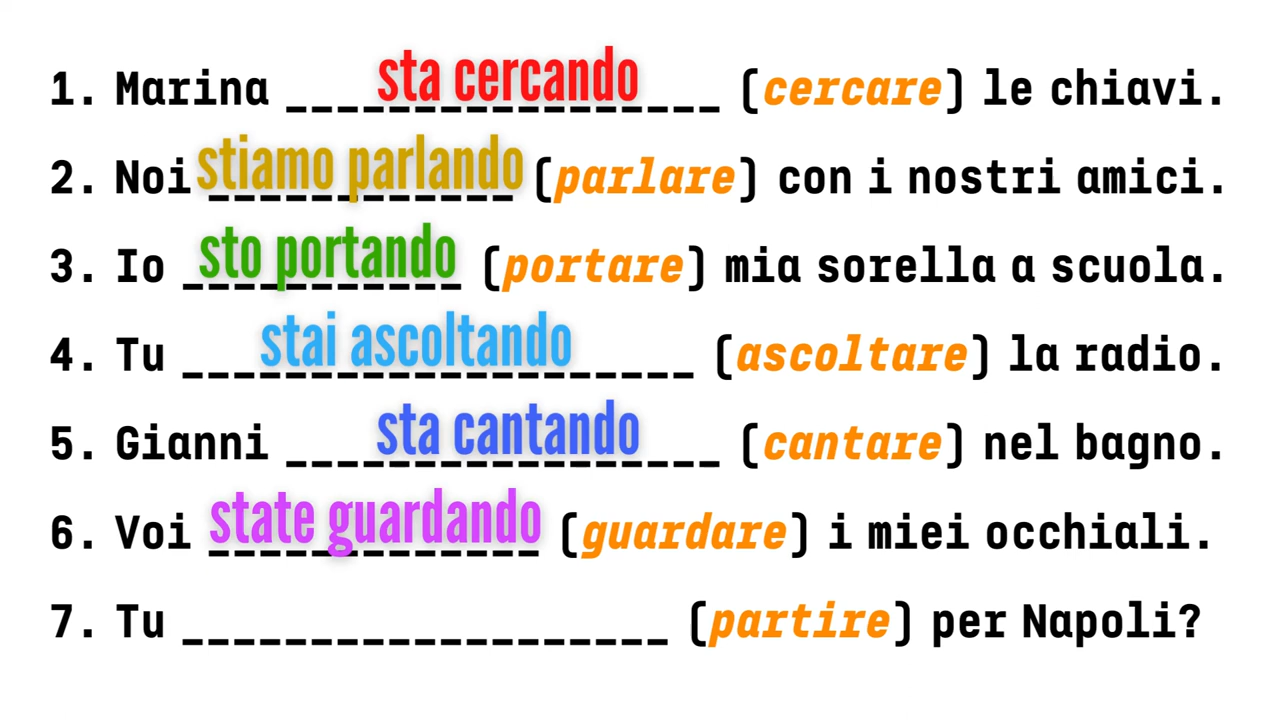 1. Marina sta cercando (cercare) le chiavi.
2. Noi stiamo parlando (parlare) con i nostri amici.
3. Io sto portando (portare) mia sorella a scuola.
4. Tu stai ascoltando (ascoltare) la radio.
5. Gianni sta cantando (cantare) nel bagno.
6. Voi state guardando (guardare) i miei occhiali.
7. Tu ___________________ (partire) per Napoli?